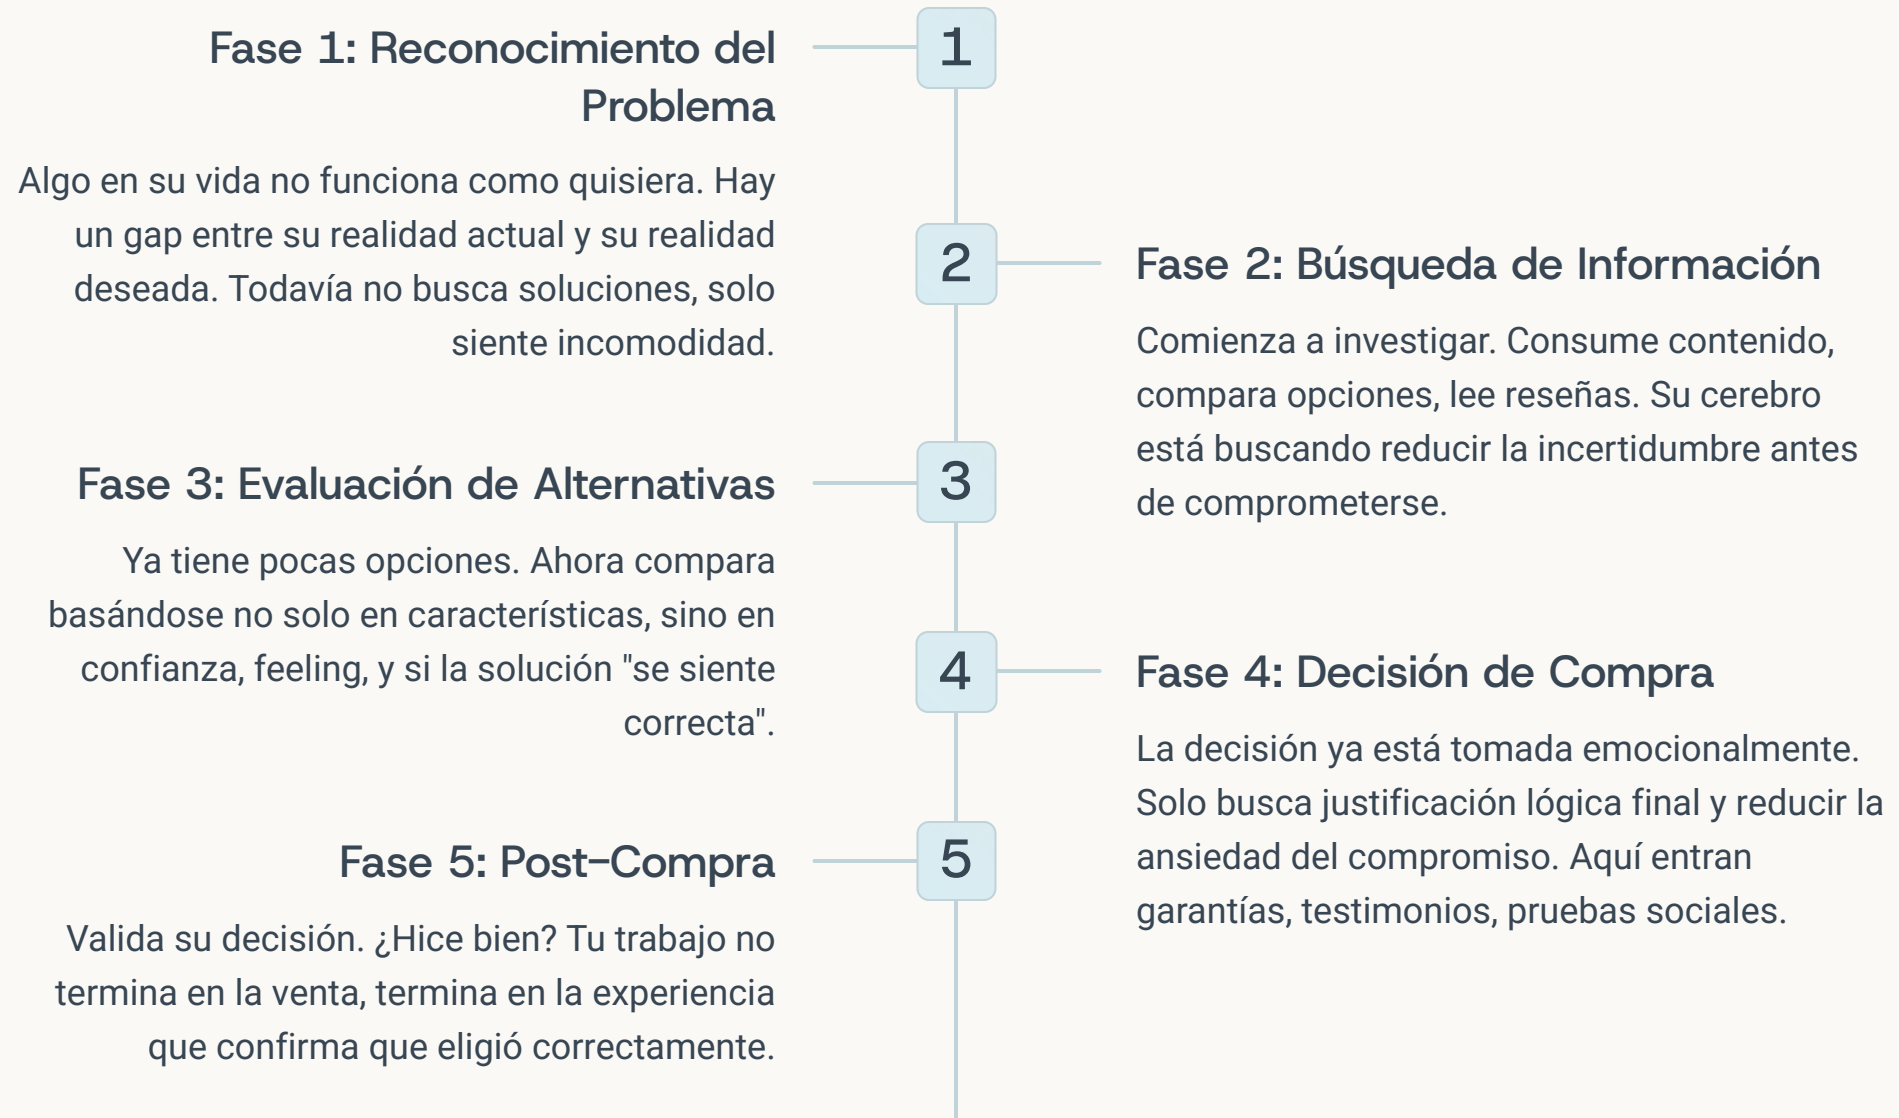 Fase 1: Reconocimiento del
Problema
Algo en su vida no funciona como quisiera. Hay
un gap entre su realidad actual y su realidad
deseada. Todavía no busca soluciones, solo
siente incomodidad.
1
2
Fase 2: Búsqueda de Información
Comienza a investigar. Consume contenido,
compara opciones, lee reseñas. Su cerebro
está buscando reducir la incertidumbre antes
de comprometerse.
Fase 3: Evaluación de Alternativas
Ya tiene pocas opciones. Ahora compara
basándose no solo en características, sino en
confianza, feeling, y si la solución "se siente
correcta".
3
4
Fase 4: Decisión de Compra
La decisión ya está tomada emocionalmente.
Solo busca justificación lógica final y reducir la
ansiedad del compromiso. Aquí entran
garantías, testimonios, pruebas sociales.
Fase 5: Post-Compra
Valida su decisión. ¿Hice bien? Tu trabajo no
termina en la venta, termina en la experiencia
que confirma que eligió correctamente.
5